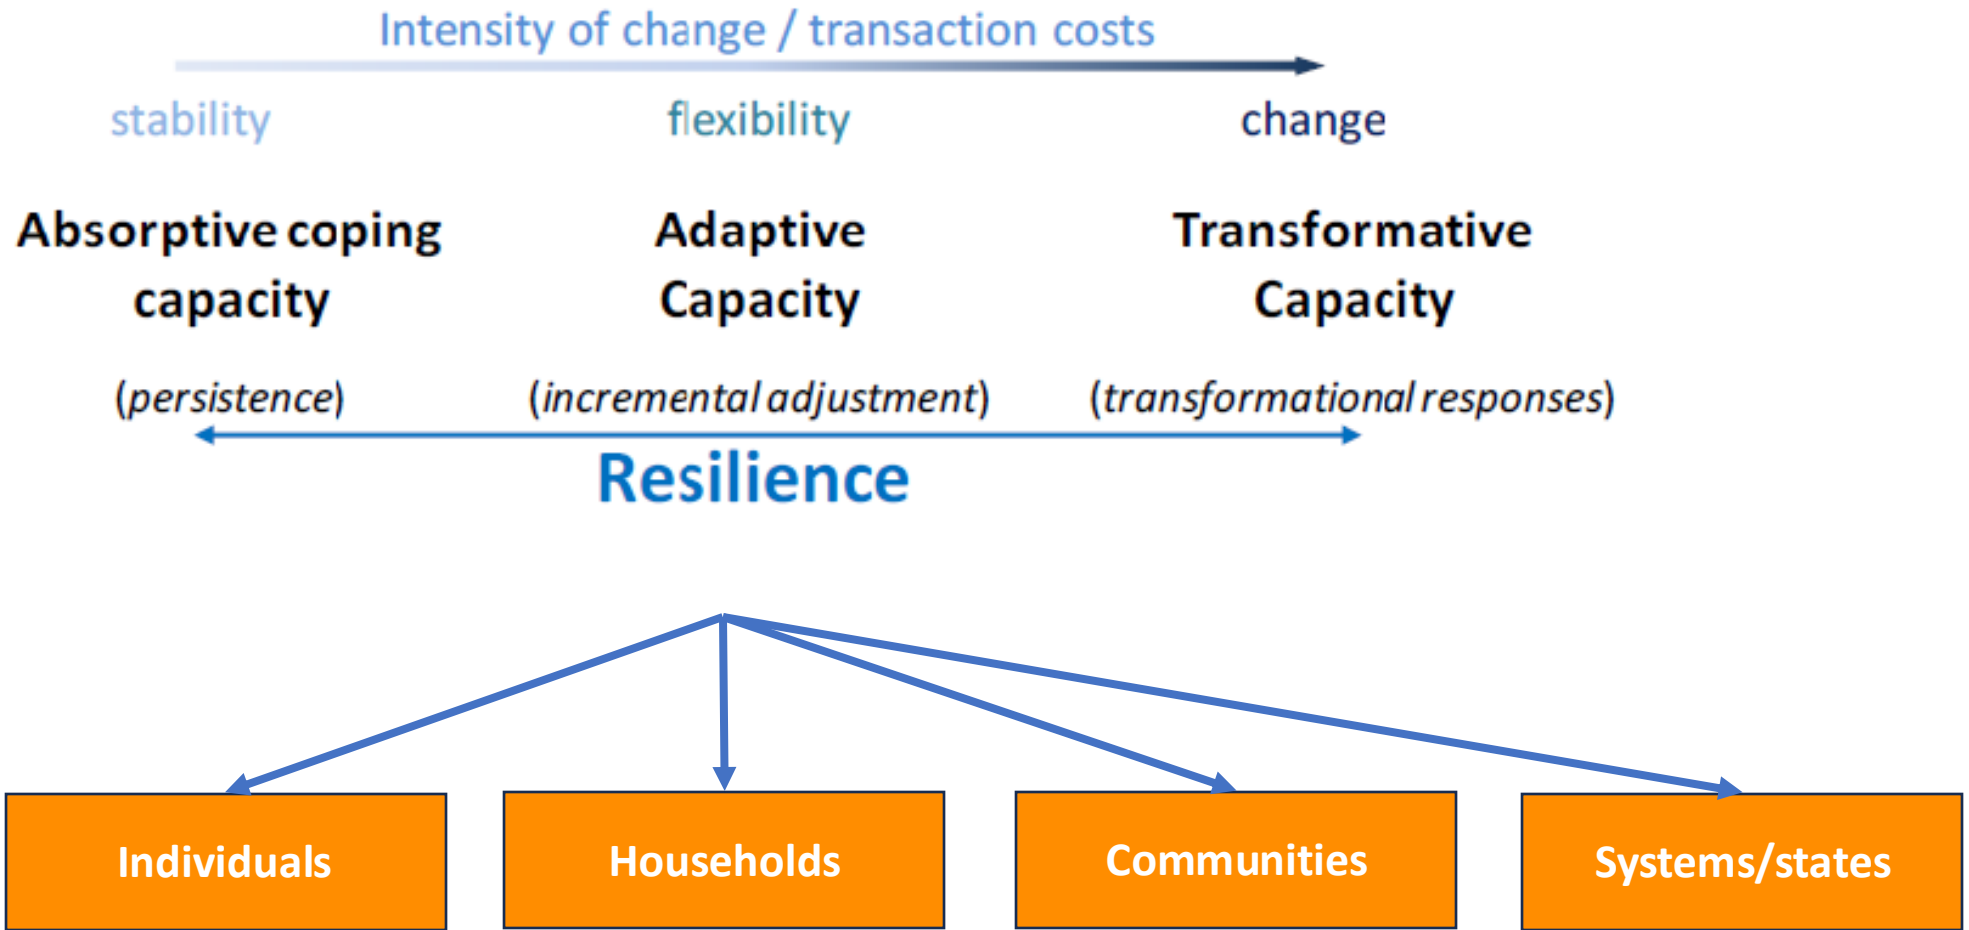 Intensity of change / transaction costs
stability flexibility change
Absorptive coping Adaptive Transformative
capacity Capacity Capacity
(persistence) (incremental adjustment) (transformational responses)
Resilience
Individuals Households Communities Systems/states